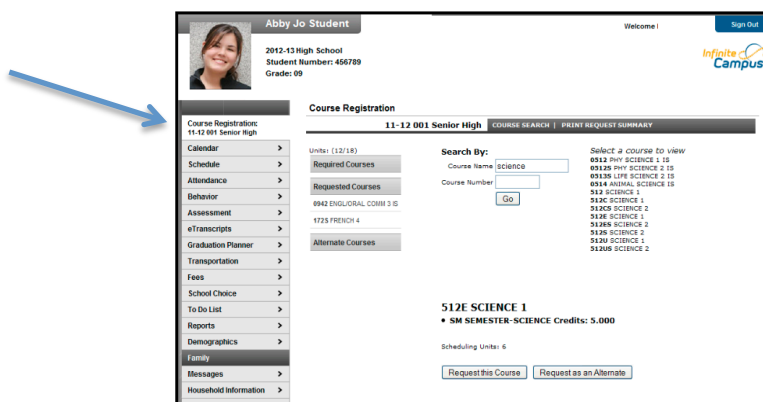 Abby Jo Student
Welcome
Sign Out
2012-13 High School
Student Number: 456789
Grade: 09
Infinite
Campus
Course Registration
Course Registration:
11-12 001 Senior High
11-12 001 Senior High COURSE SEARCH | PRINT REQUEST SUMMARY
Calendar >
Schedule >
Attendance >
Behavior >
Assessment >
eTranscripts >
Graduation Planner >
Transportation >
Fees >
School Choice >
To Do List >
Reports >
Demographics >
Family
Messages >
Household Information >
Units: (12/18)
Required Courses
Requested Courses
0942 ENGL/ORAL COMM 3 IS
172S FRENCH 4
Alternate Courses
Search By:
Course Name science
Course Number
Go
Select a course to view
0512 PHY SCIENCE 1 IS
0512S PHY SCIENCE 2 IS
0513S LIFE SCIENCE 2 IS
0514 ANIMAL SCIENCE IS
512 SCIENCE 1
512C SCIENCE 1
512CS SCIENCE 2
512E SCIENCE 1
512ES SCIENCE 2
512S SCIENCE 2
512U SCIENCE 1
512US SCIENCE 2
512E SCIENCE 1
• SM SEMESTER-SCIENCE Credits: 5.000
Scheduling Units: 6
Request this Course Request as an Alternate